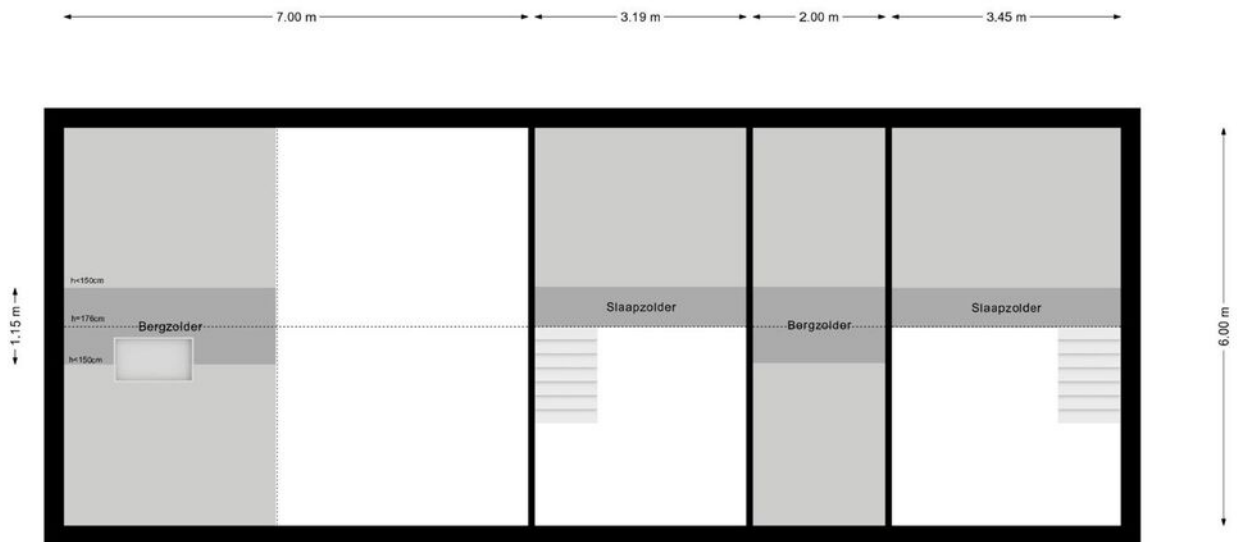 7.00 m
3.19 m
2.00 m
3.45 m
h<150cm
Slaapzolder
Slaapzolder
1.15 m
h=176cm
Bergzolder
Bergzolder
6.00 m
h<150cm